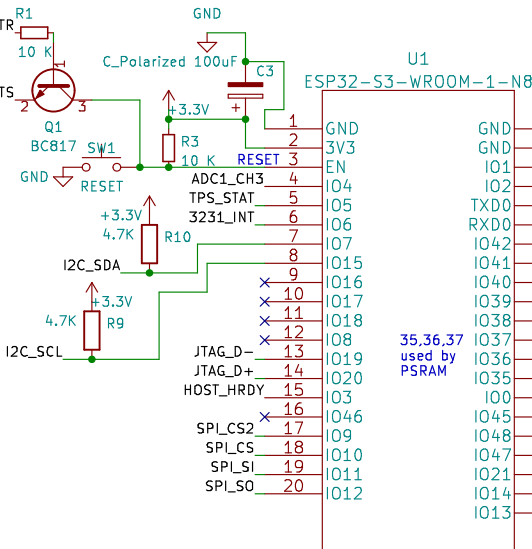 R1
GND
TR
10 K
C_Polarized 100uF
C3
U1
ESP32-S3-WROOM-1-N8
TS
1
2
3
Q1
BC817
+3.3V
+
SW1
GND
RESET
R3
10 K
RESET
1 GND
2 3V3
3 EN
ADC1_CH3 4 IO4
TPS_STAT 5 IO5
3231_INT 6 IO6
7 IO7
8 IO15
9 IO16
10 IO17
11 IO18
12 IO8
JTAG_D- 13 IO19
JTAG_D+ 14 IO20
HOST_HRDY 15 IO3
16 IO46
SPI_CS2 17 IO9
SPI_CS 18 IO10
SPI_SI 19 IO11
SPI_SO 20 IO12
+3.3V
4.7K
R10
I2C_SDA
+3.3V
4.7K
R9
I2C_SCL
35,36,37
used by
PSRAM
GND
GND
IO1
IO2
TXD0
RXD0
IO42
IO41
IO40
IO39
IO38
IO37
IO36
IO35
IO0
IO45
IO48
IO47
IO21
IO14
IO13